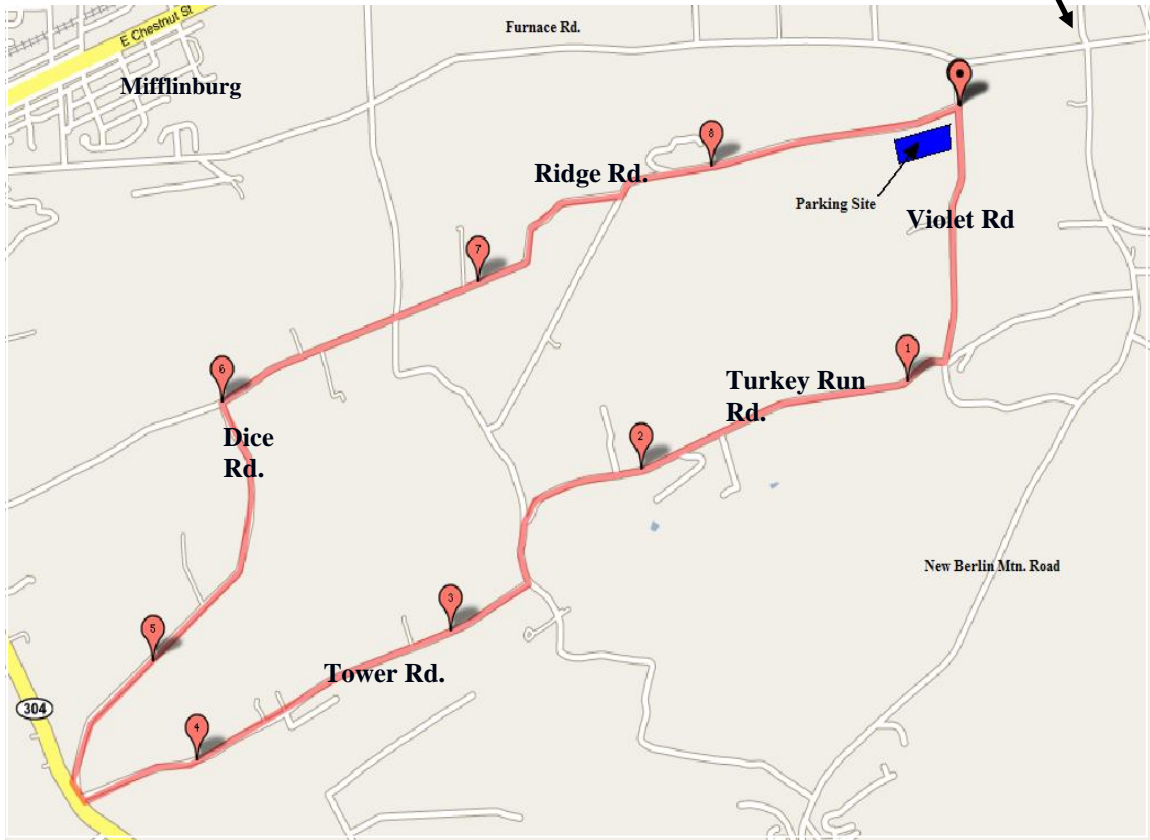 Furnace Rd.
E Chestnut St
Mifflinburg
8
Ridge Rd.
Parking Site
Violet Rd
7
6
1
Turkey Run
Rd.
Dice
Rd.
2
New Berlin Mtn. Road
3
5
Tower Rd.
304
4